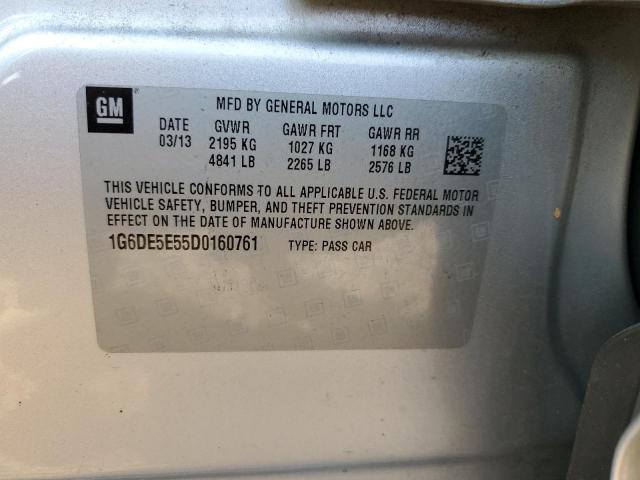 GM
MFD BY GENERAL MOTORS LLC
DATE GVWR GAWR FRT GAWR RR
03/13 2195 KG 1027 KG 1168 KG
4841 LB 2265 LB 2576 LB
THIS VEHICLE CONFORMS TO ALL APPLICABLE U.S. FEDERAL MOTOR
VEHICLE SAFETY, BUMPER, AND THEFT PREVENTION STANDARDS IN
EFFECT ON THE DATE OF MANUFACTURE SHOWN ABOVE.
1G6DE5E55D0160761 TYPE: PASS CAR